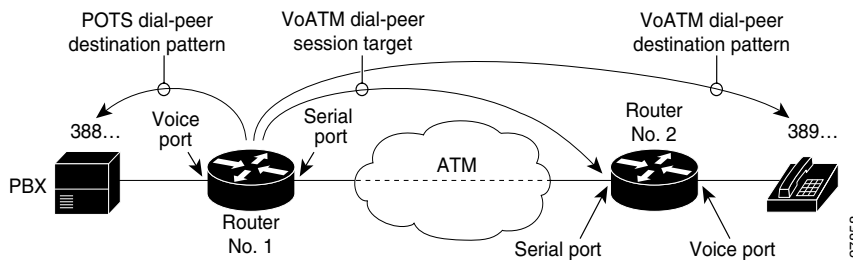 POTS dial-peer
destination pattern
VoATM dial-peer
session target
VoATM dial-peer
destination pattern
388...
Voice
port
Serial
port
Router
No. 2
389...
PBX
ATM
Router
No. 1
Serial port
Voice port